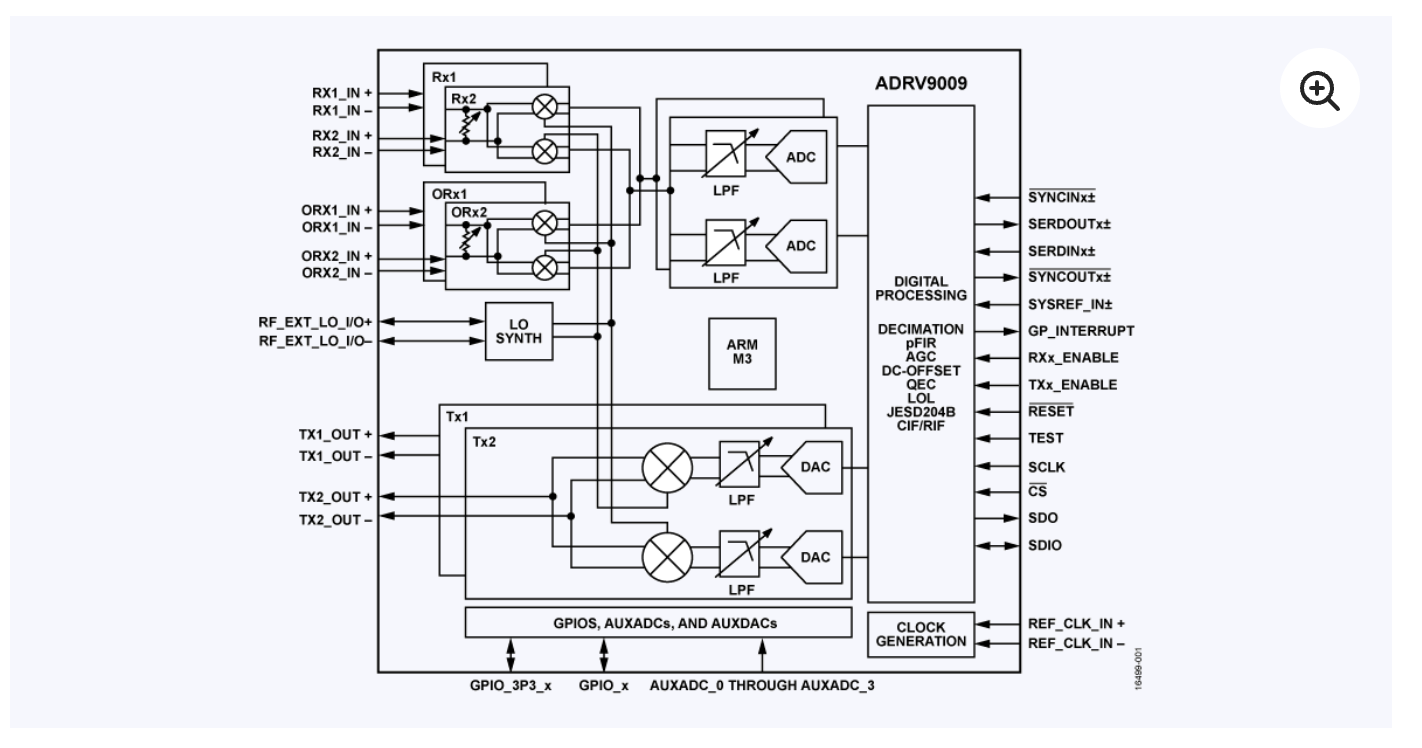 ADRV9009
Rx1
Rx2
RX1_IN +
RX1_IN –
RX2_IN +
RX2_IN –
ORx1
ORx2
ORX1_IN +
ORX1_IN –
ORX2_IN +
ORX2_IN –
RF_EXT_LO_I/O+
RF_EXT_LO_I/O–
LO
SYNTH
LPF
ADC
LPF
ADC
ARM
M3
Tx1
Tx2
TX1_OUT +
TX1_OUT –
TX2_OUT +
TX2_OUT –
LPF
DAC
LPF
DAC
DIGITAL
PROCESSING
DECIMATION
pFIR
AGC
DC-OFFSET
QEC
LOL
JESD204B
CIF/RIF
SYNCINx±
SERDOUTx±
SERDINx±
SYNCOUTx±
SYSREF_IN±
GP_INTERRUPT
RXx_ENABLE
TXx_ENABLE
RESET
TEST
SCLK
CS
SDO
SDIO
GPIOS, AUXADCs, AND AUXDACs
CLOCK
GENERATION
REF_CLK_IN +
REF_CLK_IN –
GPIO_3P3_x
GPIO_x
AUXADC_0 THROUGH AUXADC_3
16499-001